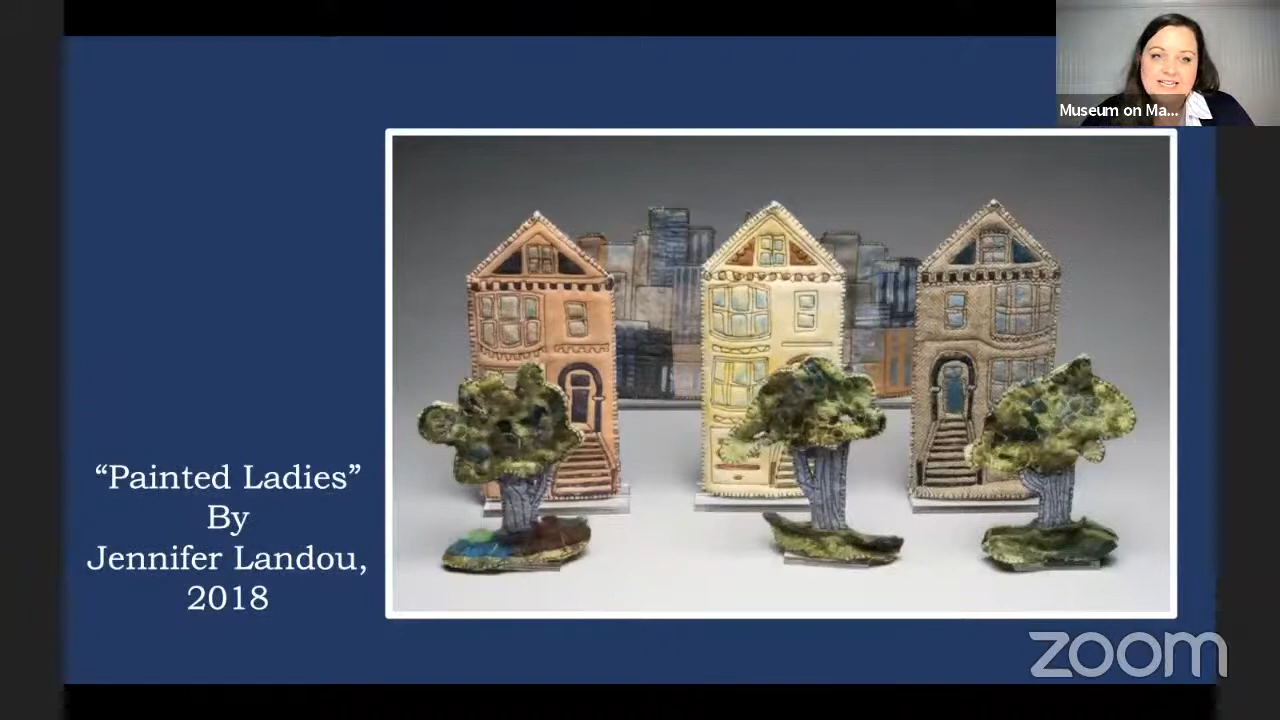 Museum on Ma...
“Painted Ladies”
By
Jennifer Landou,
2018
zoom